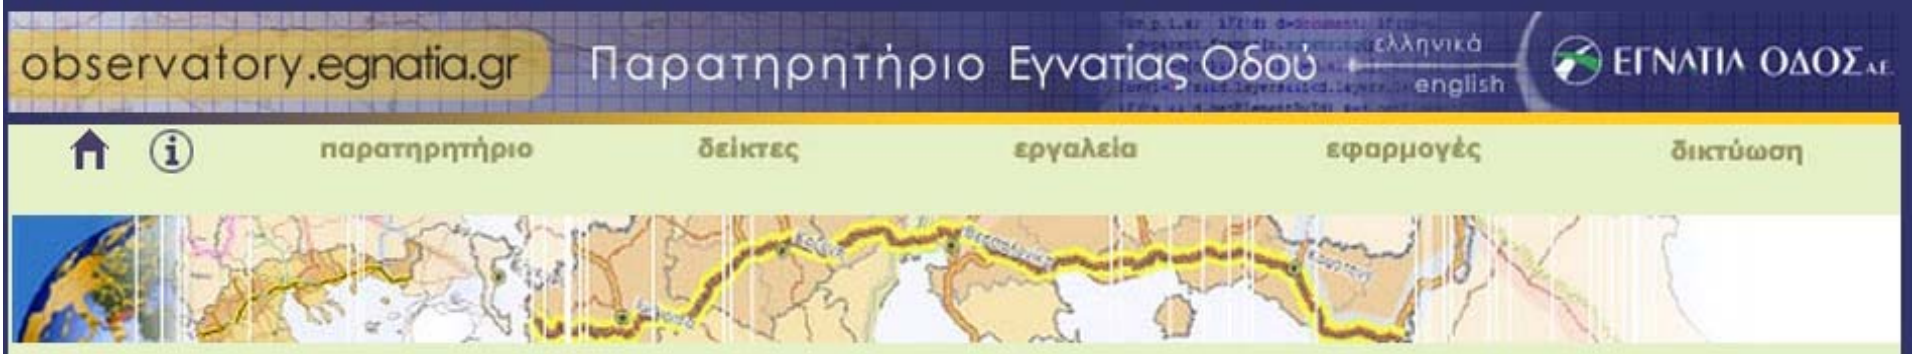 observatory.egnatia.gr
Παρατηρητήριο Εγνατίας Οδού
ελληνικά
english
ΕΓΝΑΤΙΑ ΟΔΟΣ Α.Ε.
παρατηρητήριο δείκτες εργαλεία εφαρμογές δικτύωση